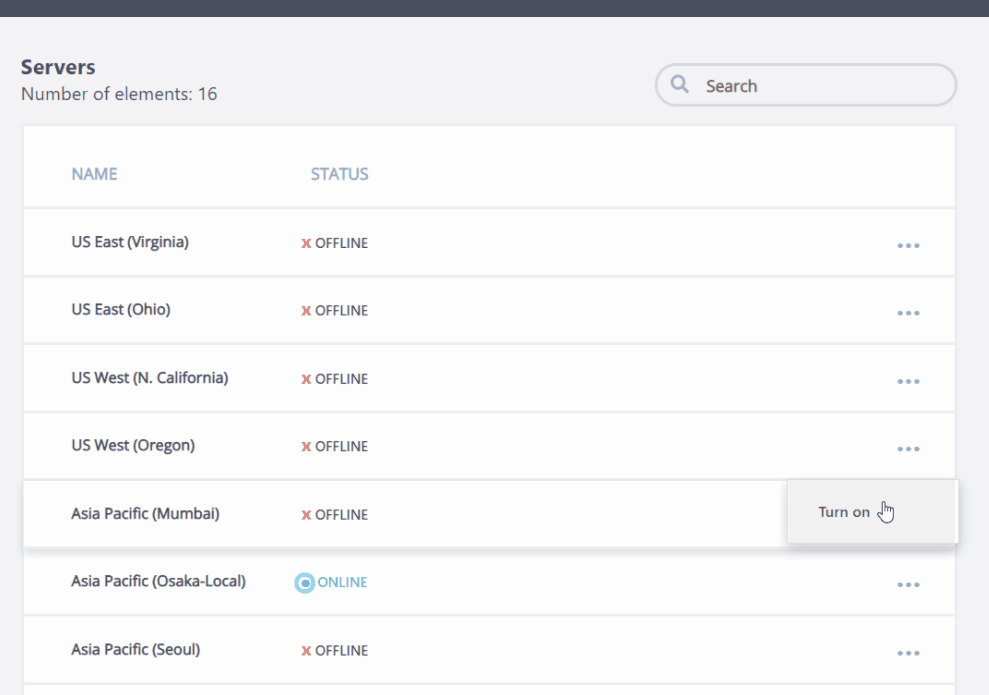 Servers
Number of elements: 16
Search
NAME STATUS
US East (Virginia) x OFFLINE
US East (Ohio) x OFFLINE
US West (N. California) x OFFLINE
US West (Oregon) x OFFLINE
Asia Pacific (Mumbai) x OFFLINE Turn on
Asia Pacific (Osaka-Local) ONLINE
Asia Pacific (Seoul) x OFFLINE